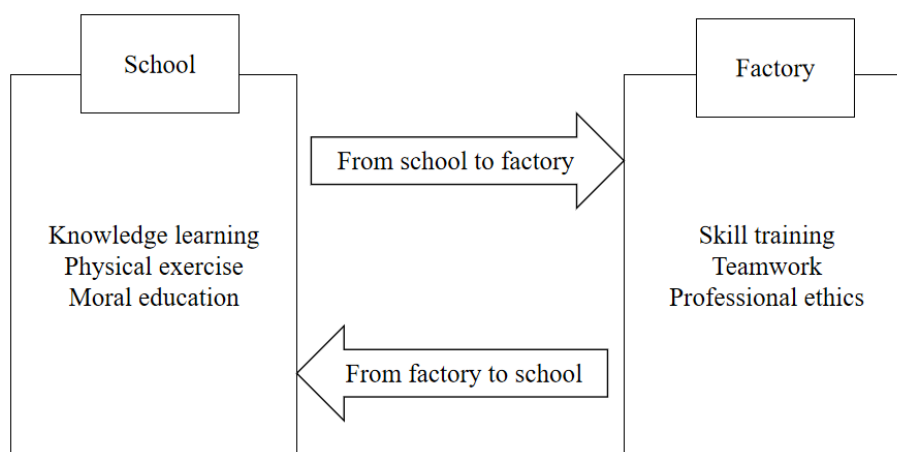 School
Factory
From school to factory
Knowledge learning
Physical exercise
Moral education
Skill training
Teamwork
Professional ethics
From factory to school